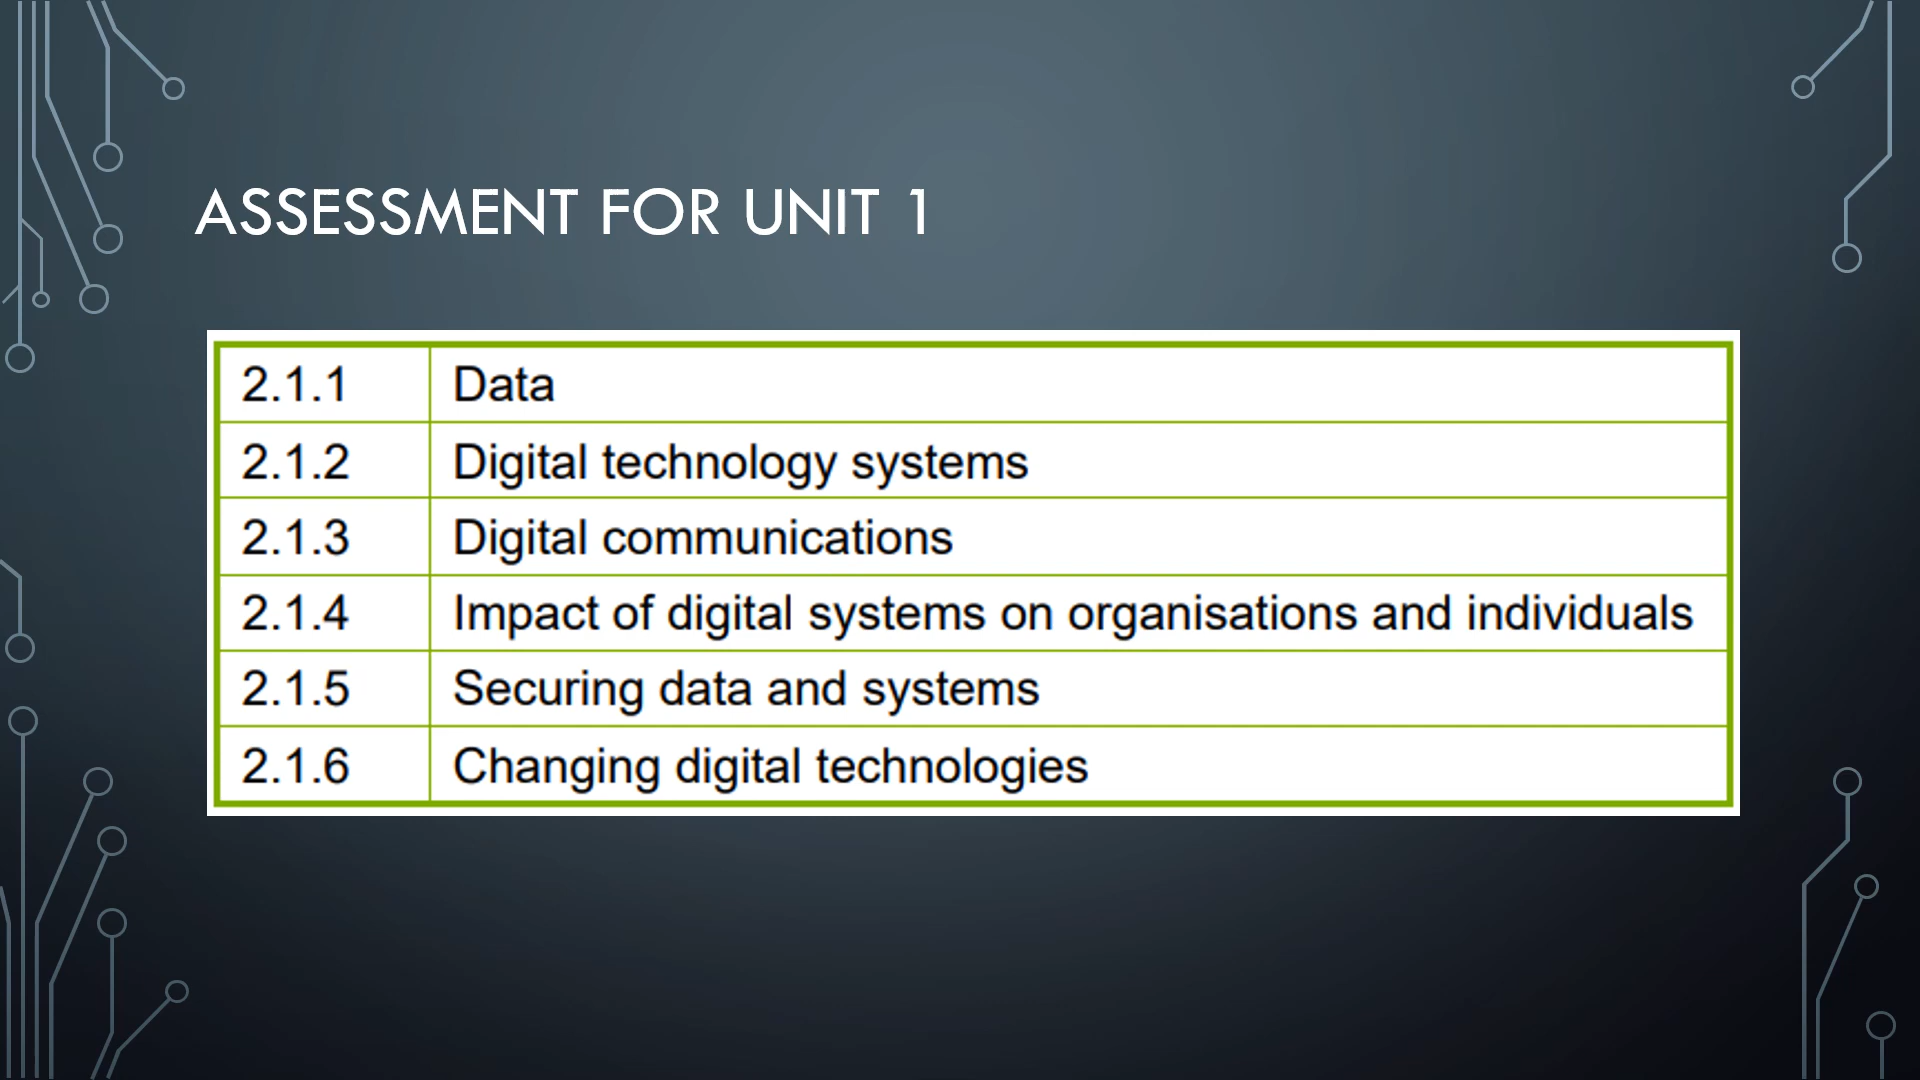 ASSESSMENT FOR UNIT 1
2.1.1 Data
2.1.2 Digital technology systems
2.1.3 Digital communications
2.1.4 Impact of digital systems on organisations and individuals
2.1.5 Securing data and systems
2.1.6 Changing digital technologies